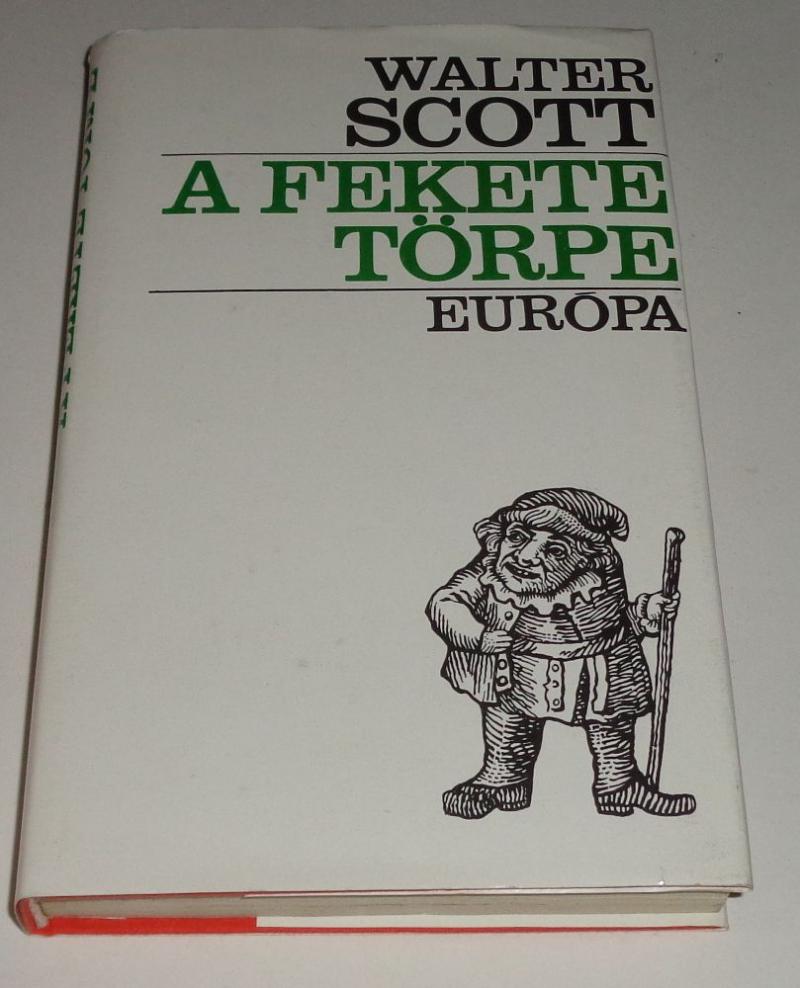 WALTER
SCOTT
A FEKETE
TÖRPE
EURÓPA